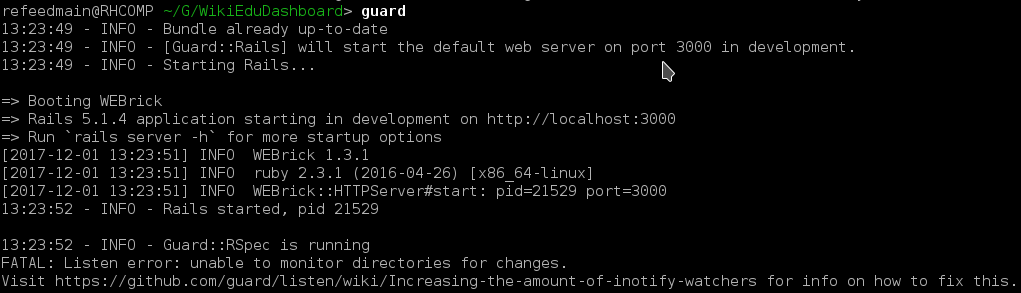 refeedmain@RHCOMP ~/G/WikiEduDashboard> guard
13:23:49 - INFO - Bundle already up-to-date
13:23:49 - INFO - [Guard::Rails] will start the default web server on port 3000 in development.
13:23:49 - INFO - Starting Rails...
=> Booting WEBrick
=> Rails 5.1.4 application starting in development on http://localhost:3000
=> Run `rails server -h` for more startup options
[2017-12-01 13:23:51] INFO  WEBrick 1.3.1
[2017-12-01 13:23:51] INFO  ruby 2.3.1 (2016-04-26) [x86_64-linux]
[2017-12-01 13:23:51] INFO  WEBrick::HTTPServer#start: pid=21529 port=3000
13:23:52 - INFO - Rails started, pid 21529
13:23:52 - INFO - Guard::RSpec is running
FATAL: Listen error: unable to monitor directories for changes.
Visit https://github.com/guard/listen/wiki/Increasing-the-amount-of-inotify-watchers for info on how to fix this.